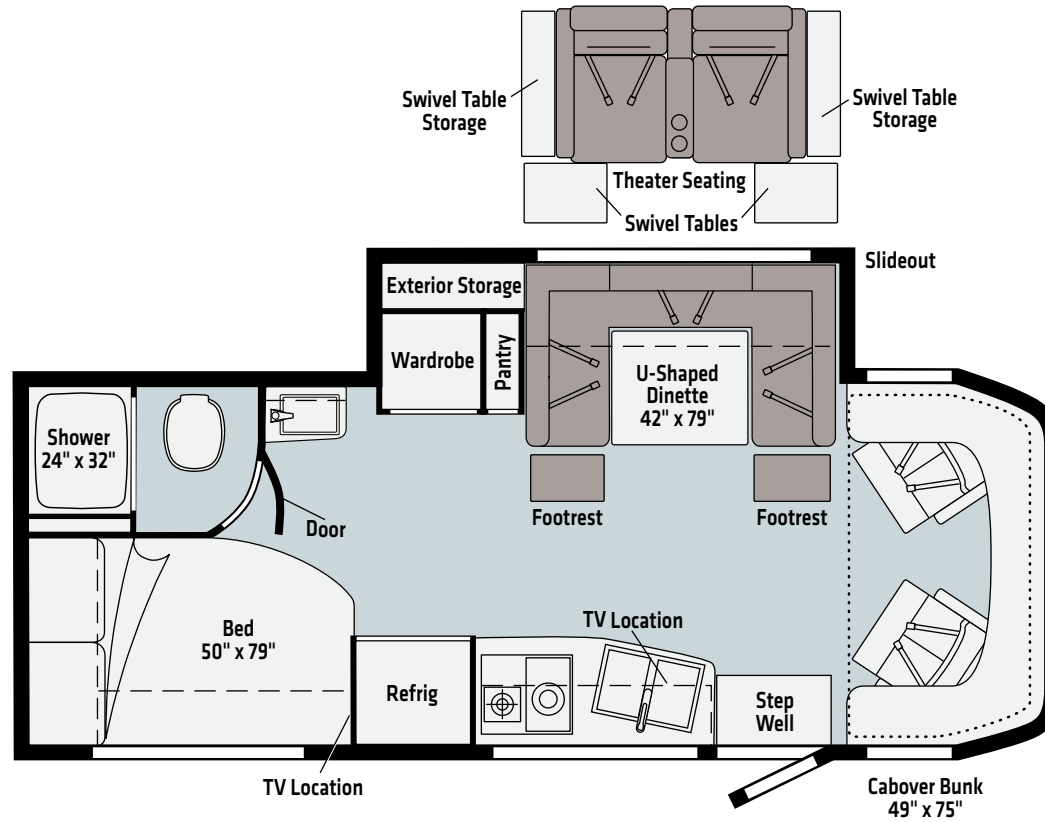 Swivel Table
Storage
Swivel Table
Storage
Theater Seating
Swivel Tables
Slideout
Exterior Storage
Wardrobe
Pantry
U-Shaped
Dinette
42" x 79"
Shower
24" x 32"
Door
Footrest
Footrest
Bed
50" x 79"
TV Location
Refrig
Step
Well
TV Location
Cabover Bunk
49" x 75"